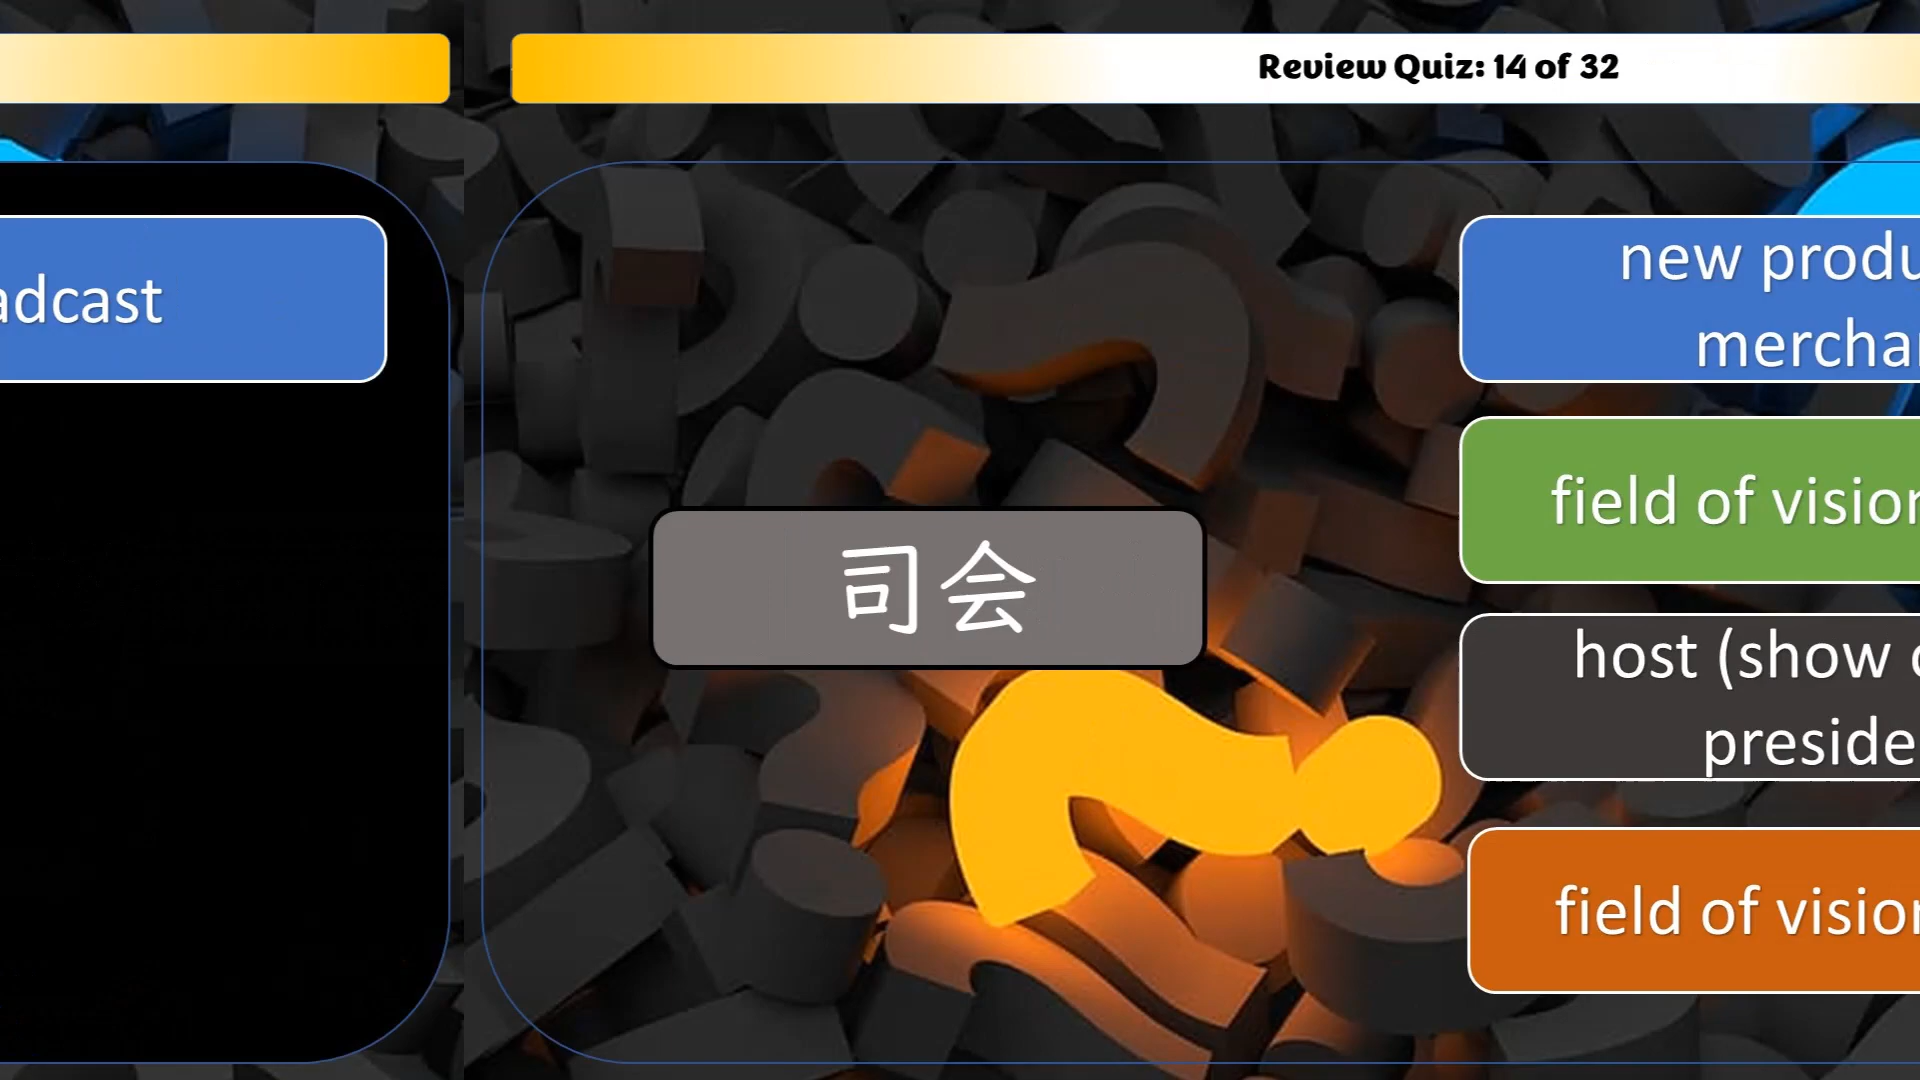 Review Quiz: 14 of 32
adcast
new produ
mercha
司会
field of vision
host (show
preside
field of vision